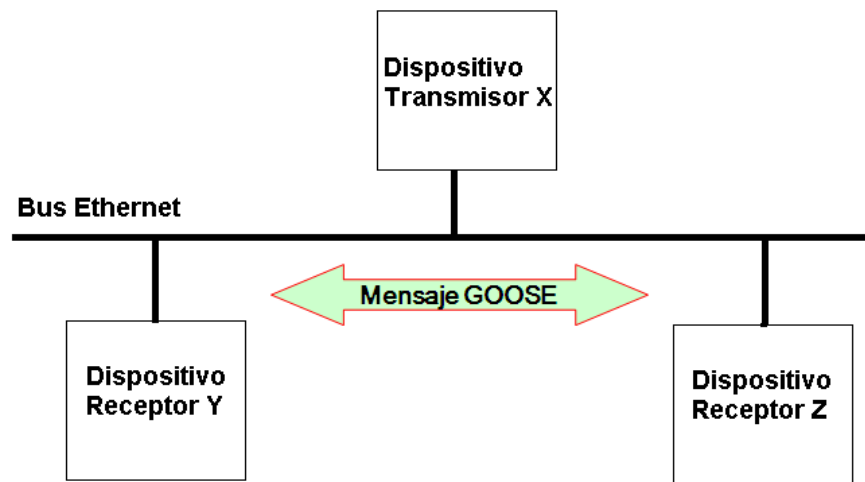 Dispositivo
Transmisor X
Bus Ethernet
Mensaje GOOSE
Dispositivo
Receptor Y
Dispositivo
Receptor Z